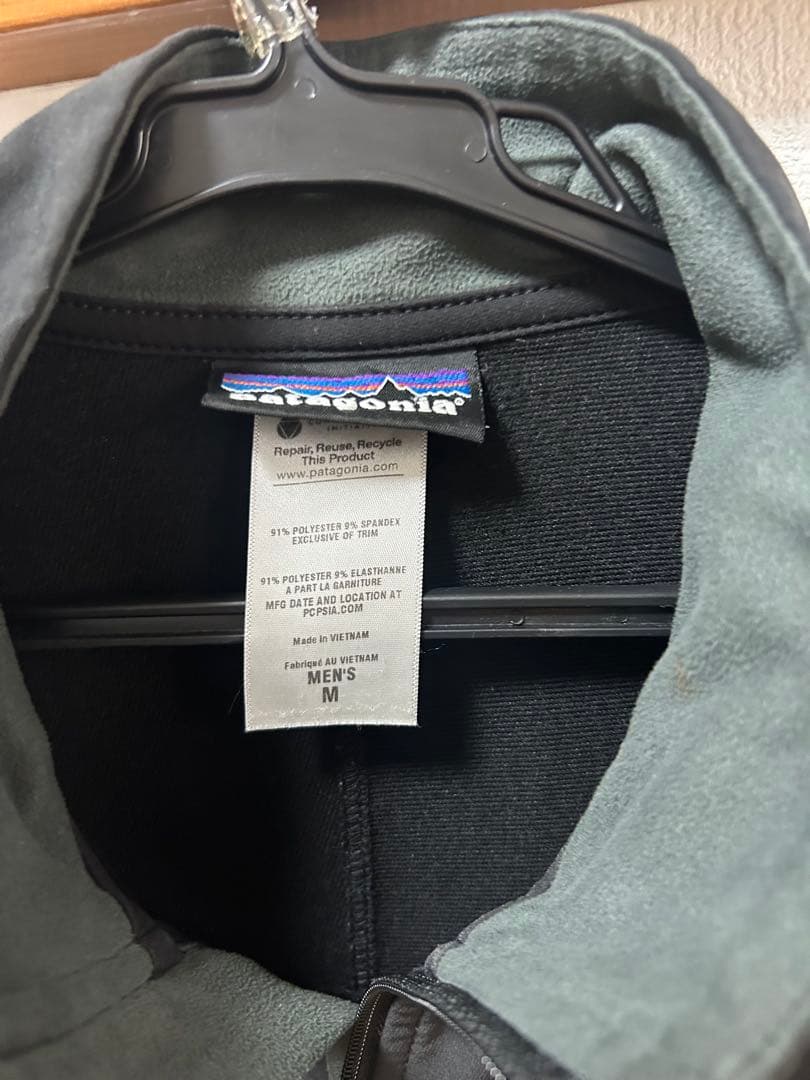 patagonia®
Repair, Reuse, Recycle
This Product
www.patagonia.com
91% POLYESTER 9% SPANDEX
EXCLUSIVE OF TRIM
91% POLYESTER 9% ELASTHANNE
A PART LA GARNITURE
MFG DATE AND LOCATION AT
PCPSIA.COM
Made in VIETNAM
Fabriqué AU VIETNAM
MEN'S
M